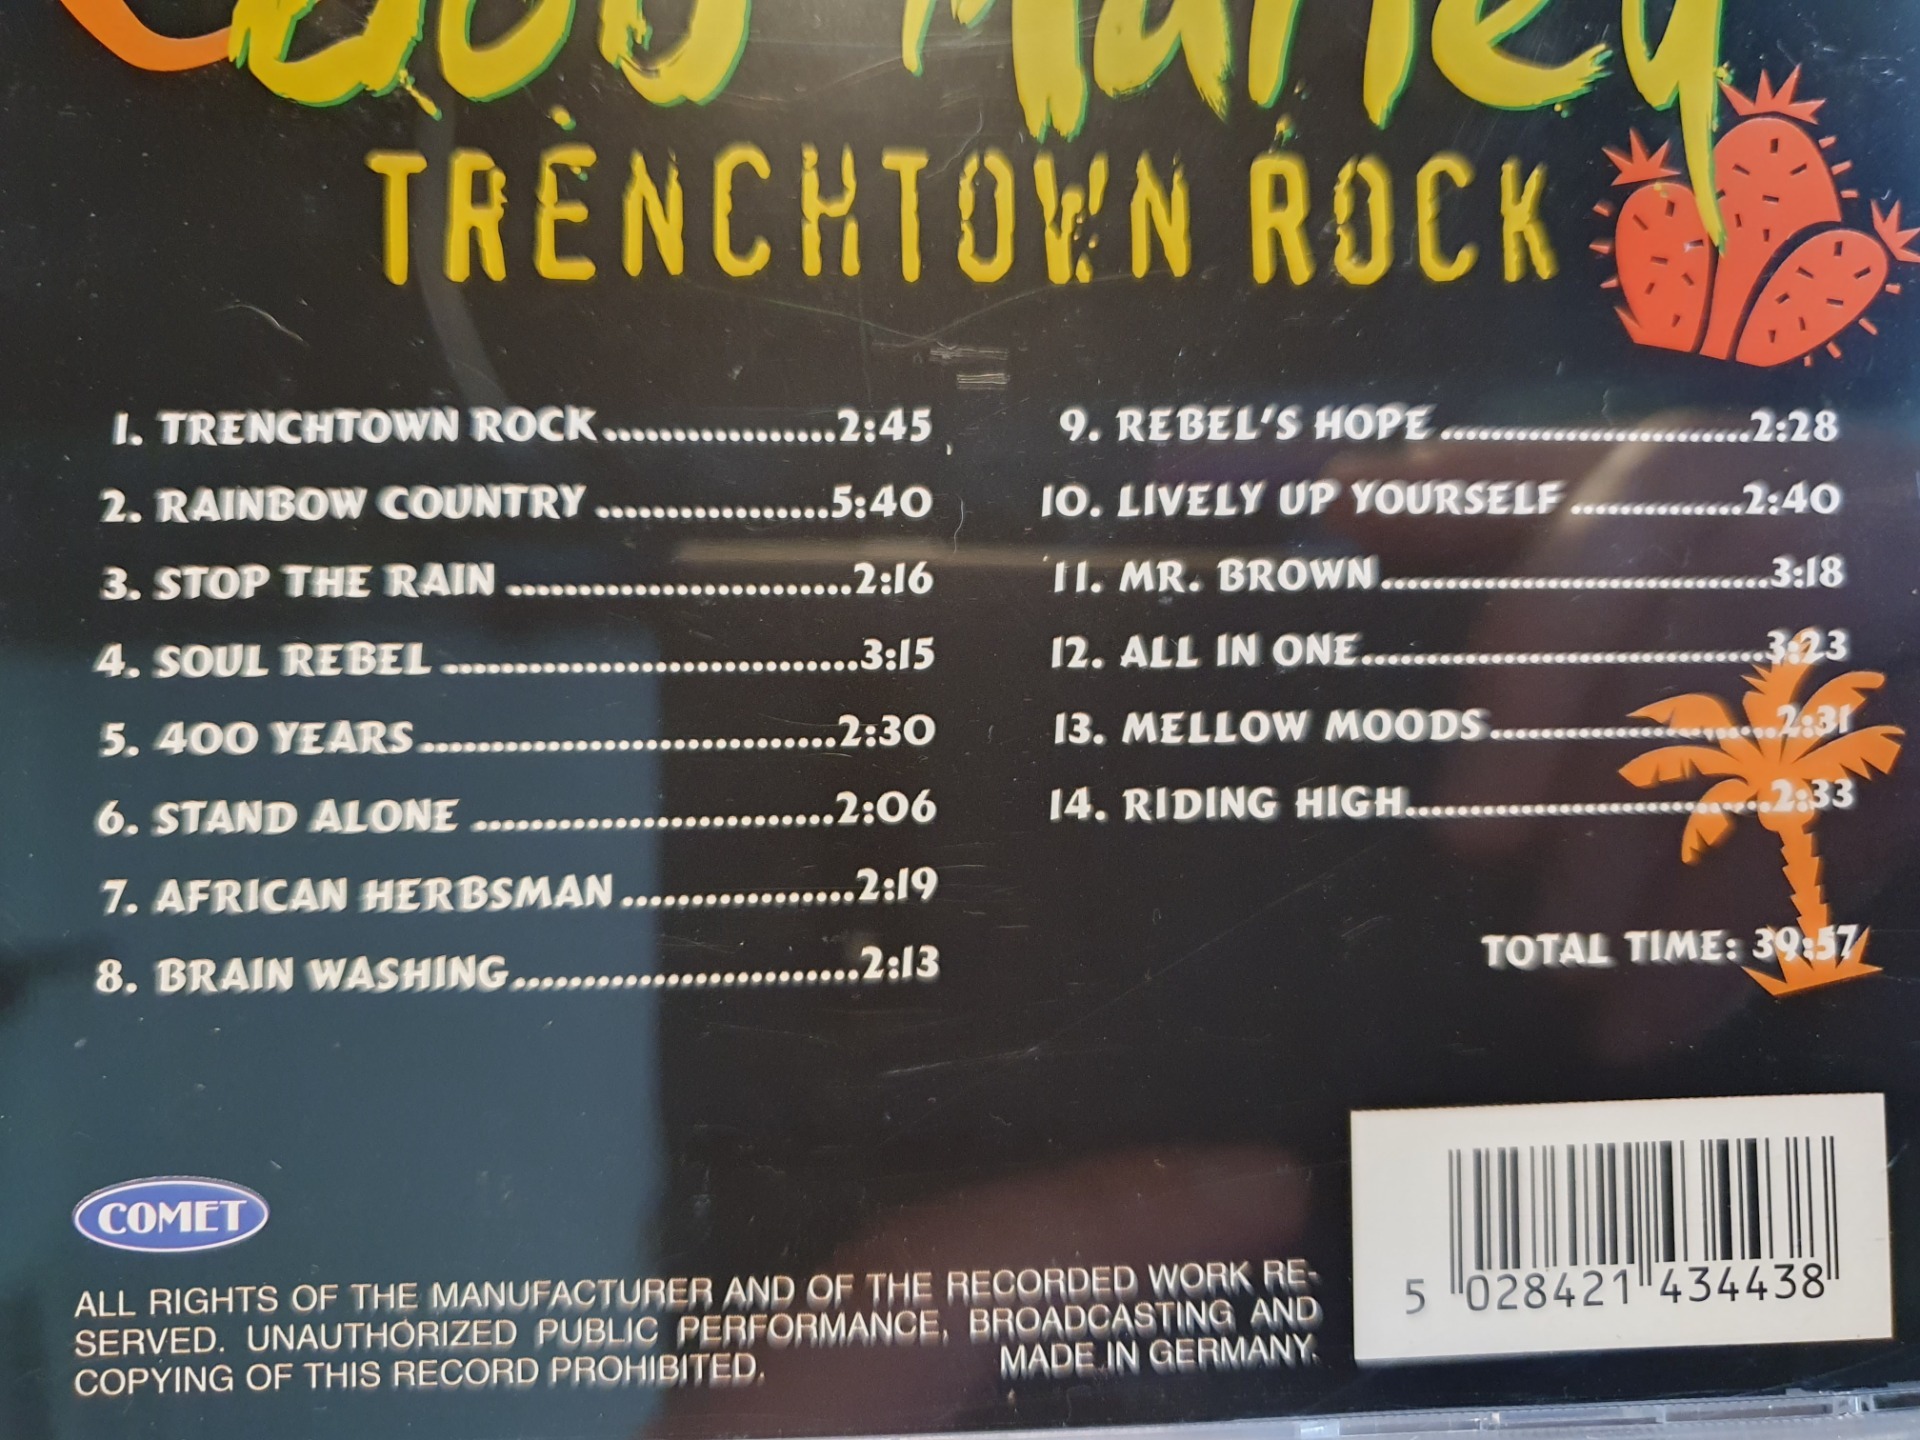 Bob Marley
TRENCHTOWN ROCK
1. TRENCHTOWN ROCK................2:45
2. RAINBOW COUNTRY ................5:40
3. STOP THE RAIN ........................2:16
4. SOUL REBEL .............................3:15
5. 400 YEARS.............................2:30
6. STAND ALONE .........................2:06
7. AFRICAN HERBSMAN ................2:19
8. BRAIN WASHING........................2:13
9. REBEL'S HOPE ......................2:28
10. LIVELY UP YOURSELF ............2:40
11. MR. BROWN...........................3:18
12. ALL IN ONE............................3:23
13. MELLOW MOODS....................2:31
14. RIDING HIGH.........................2:33
TOTAL TIME: 39:57
COMET
ALL RIGHTS OF THE MANUFACTURER AND OF THE RECORDED WORK RE-
SERVED. UNAUTHORIZED PUBLIC PERFORMANCE, BROADCASTING AND
COPYING OF THIS RECORD PROHIBITED. MADE IN GERMANY.
5 028421 434438